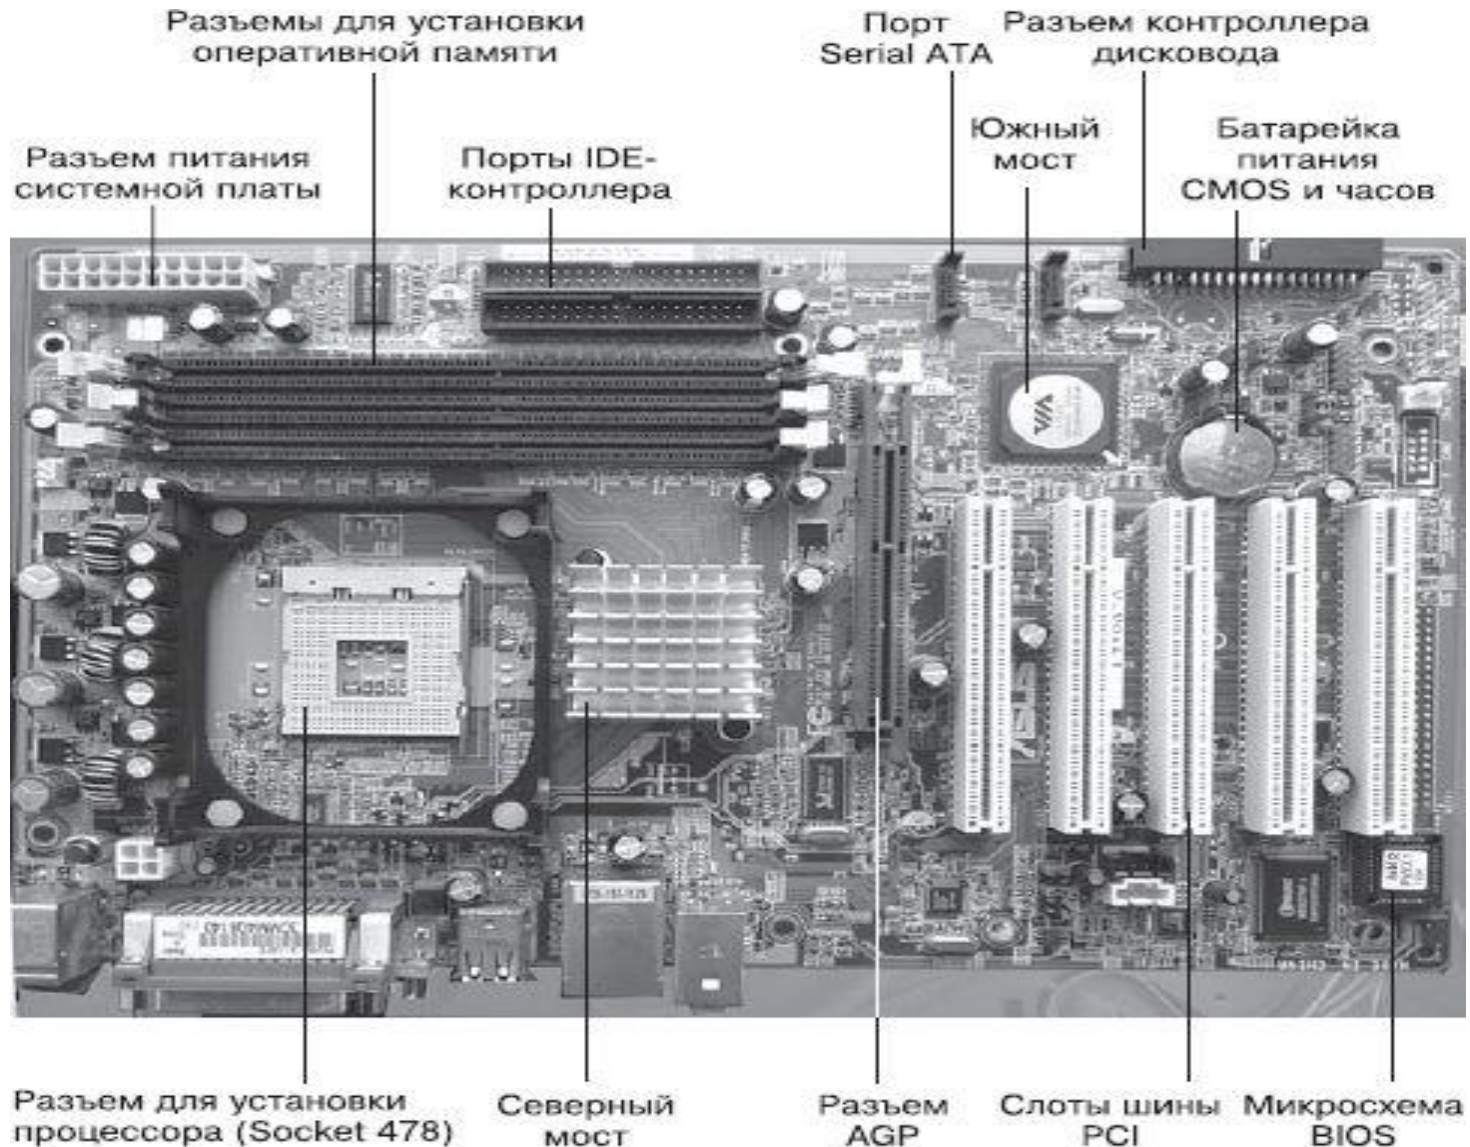 Разъемы для установки
оперативной памяти
Порт
Serial ATA
Разъем контроллера
дисковода
Разъем питания
системной платы
Порты IDE-
контроллера
Южный
мост
Батарейка
питания
CMOS и часов
VIA
Разъем для установки
процессора (Socket 478)
Северный
мост
Разъем
AGP
Слоты шины
PCI
Микросхема
BIOS